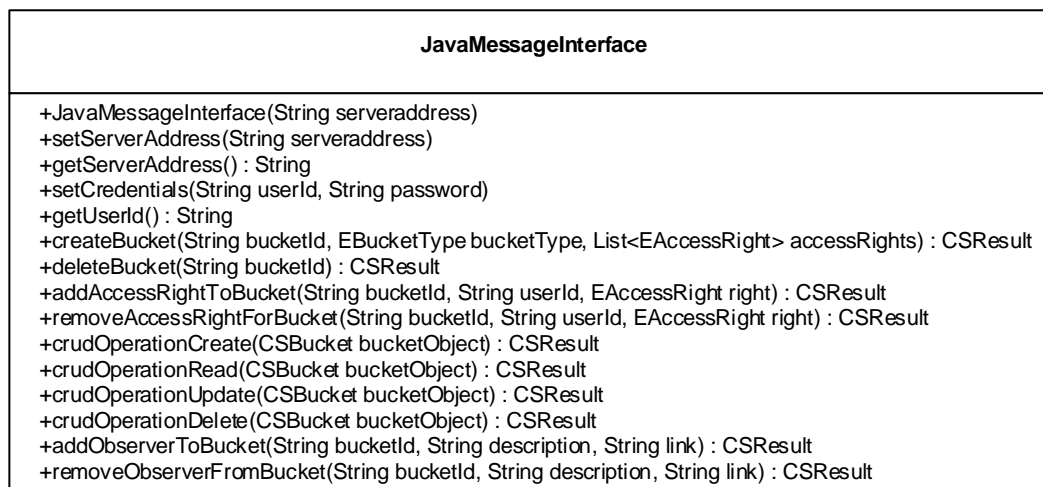 JavaMessageInterface
+JavaMessageInterface(String serveraddress)
+setServerAddress(String serveraddress)
+getServerAddress() : String
+setCredentials(String userId, String password)
+getUserId() : String
+createBucket(String bucketId, EBucketType bucketType, List<EAccessRight> accessRights) : CSResult
+deleteBucket(String bucketId) : CSResult
+addAccessRightToBucket(String bucketId, String userId, EAccessRight right) : CSResult
+removeAccessRightForBucket(String bucketId, String userId, EAccessRight right) : CSResult
+crudOperationCreate(CSBucket bucketObject) : CSResult
+crudOperationRead(CSBucket bucketObject) : CSResult
+crudOperationUpdate(CSBucket bucketObject) : CSResult
+crudOperationDelete(CSBucket bucketObject) : CSResult
+addObserverToBucket(String bucketId, String description, String link) : CSResult
+removeObserverFromBucket(String bucketId, String description, String link) : CSResult